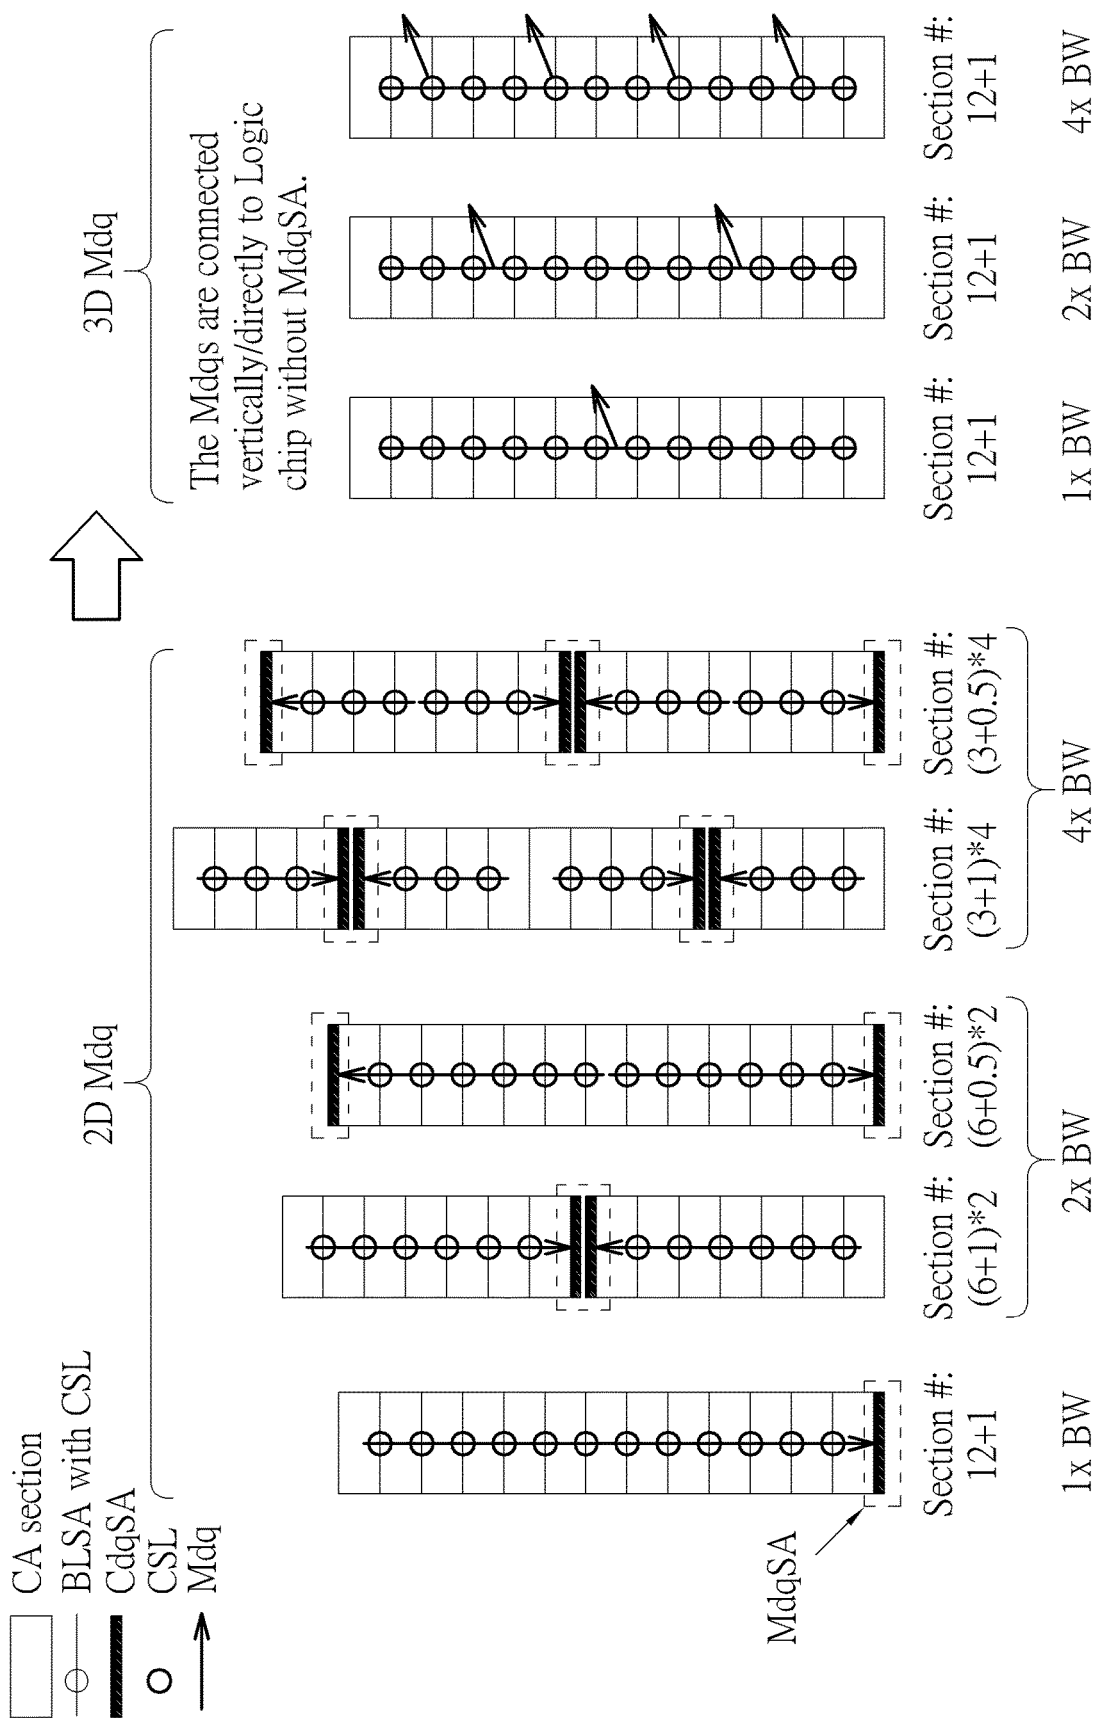 CA section
BLSA with CSL
CdqSA
CSL
Mdq
2D Mdq
3D Mdq
The Mdqs are connected
vertically/directly to Logic
chip without MdqSA.
MdqSA
Section #:
12+1
1x BW
Section #:
(6+1)*2
Section #:
(6+0.5)*2
2x BW
Section #:
(3+1)*4
Section #:
(3+0.5)*4
4x BW
Section #:
12+1
1x BW
Section #:
12+1
2x BW
Section #:
12+1
4x BW